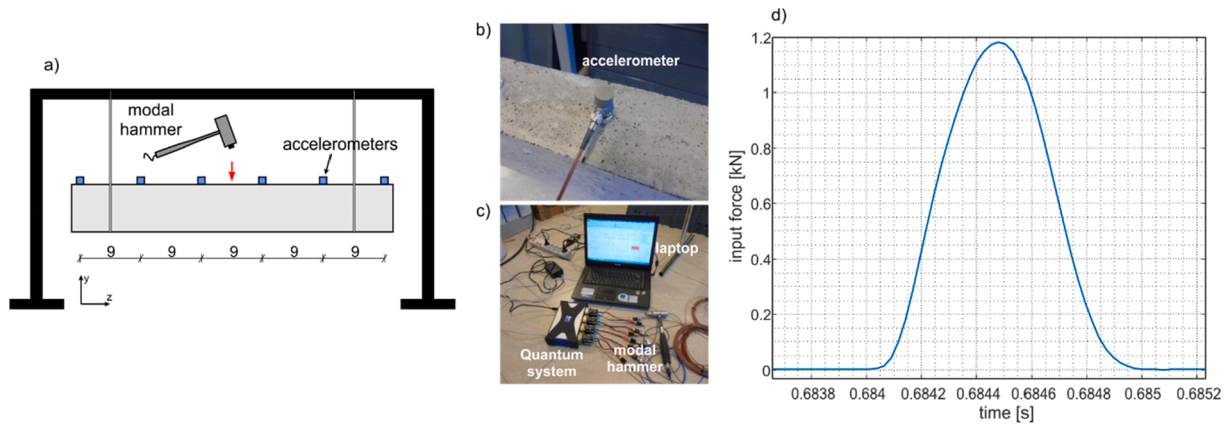 a)
modal
hammer
accelerometers
9 9 9 9 9
y
z
b)
accelerometer
c)
laptop
Quantum
system
modal
hammer
d)
1.2
1
0.8
0.6
0.4
0.2
0
input force [kN]
0.6838 0.684 0.6842 0.6844 0.6846 0.6848 0.685 0.6852
time [s]